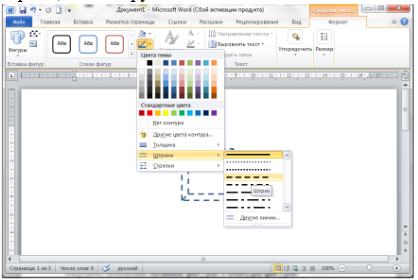 Документ1 - Microsoft Word (Сбой активации продукта)
Файл Главная Вставка Разметка страницы Ссылки Рассылки Рецензирование Вид Формат
Фигуры Abc Abc Abc Направление текста Выровнять текст Упорядочить Размер
Вставка фигур Стили фигур Текст
Цвета темы
Стандартные цвета
Нет контура
Другие цвета контура...
Толщина
Штрихи
Стрелки
Штрих
Другие линии...
Страница: 1 из 1 Число слов: 0 русский 100%